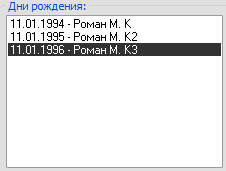 Дни рождения:
11.01.1994 - Роман М. К
11.01.1995 - Роман М. К2
11.01.1996 - Роман М. К3